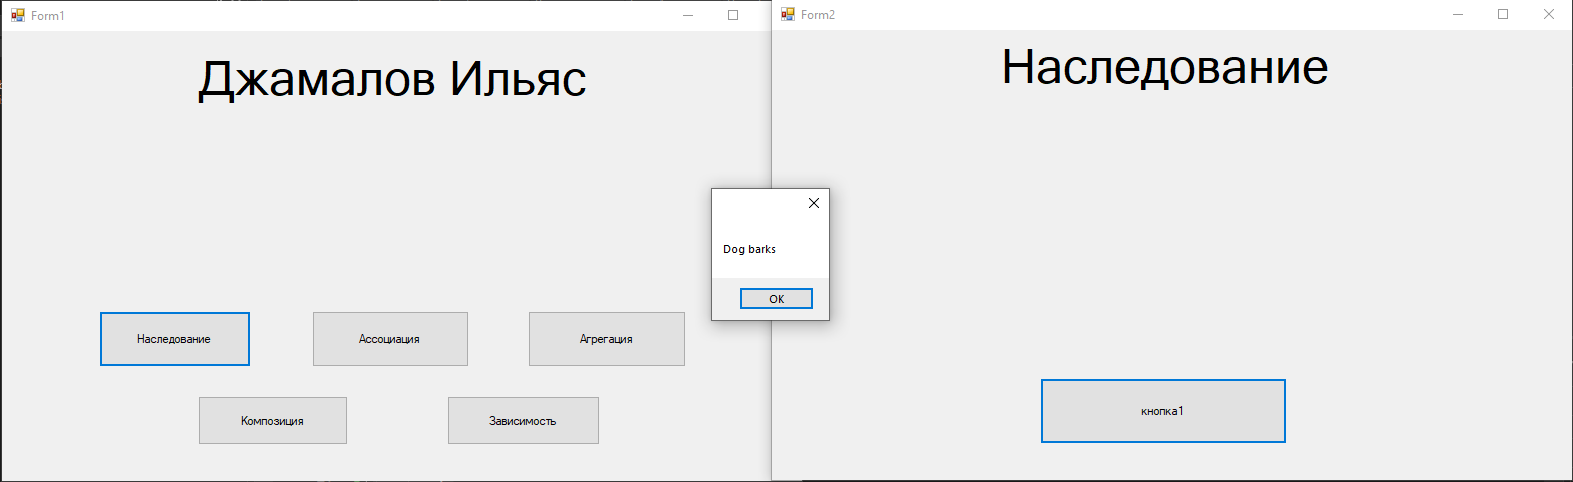 Form1
Джамалов Ильяс
Наследование
Ассоциация
Агрегация
Композиция
Зависимость
Form2
Наследование
кнопка1
Dog barks
OK